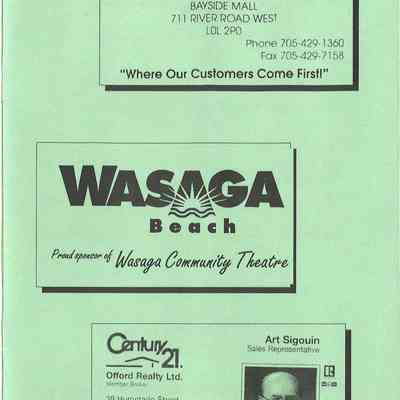 BAYSIDE MALL
711 RIVER ROAD WEST
L0L 2P0
Phone 705-429-1360
Fax 705-429-7158
"Where Our Customers Come First!"
WASAGA
Beach
Proud sponsor of Wasaga Community Theatre
Century 21
Offord Realty Ltd.
Member Broker
Art Sigouin
Sales Representative